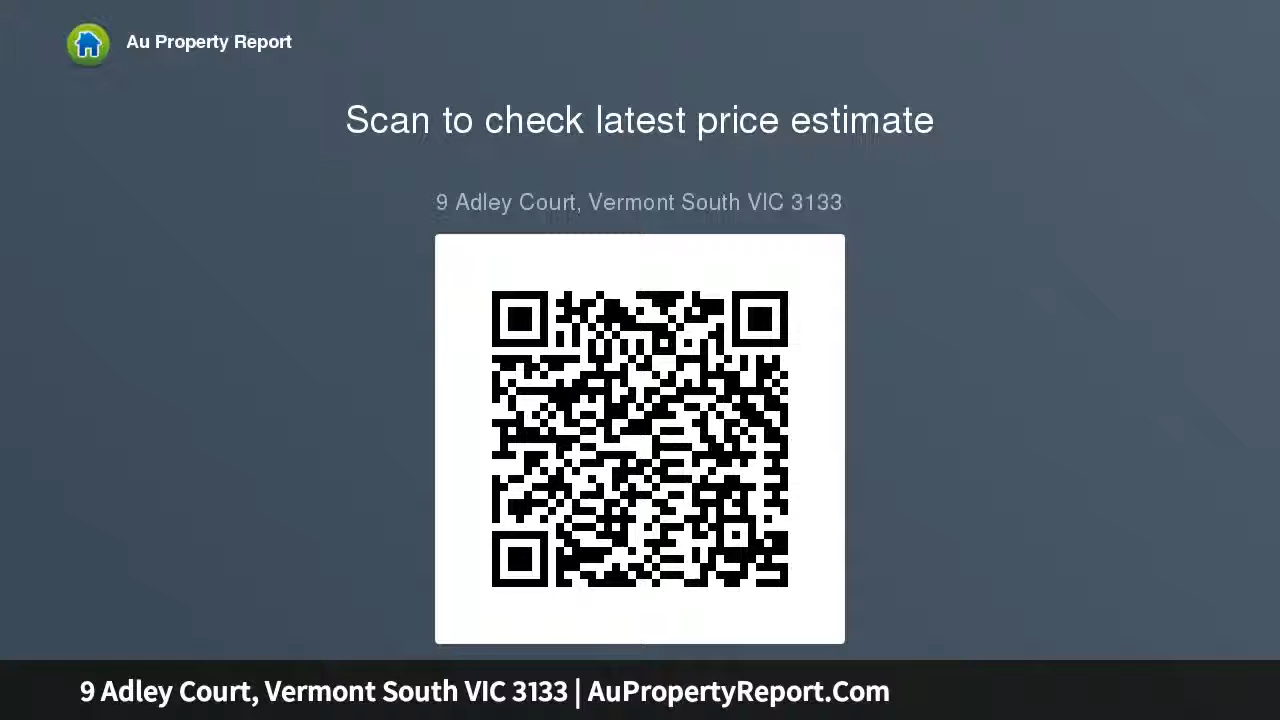 Au Property Report
Scan to check latest price estimate
9 Adley Court, Vermont South VIC 3133
9 Adley Court, Vermont South VIC 3133 | AuPropertyReport.Com